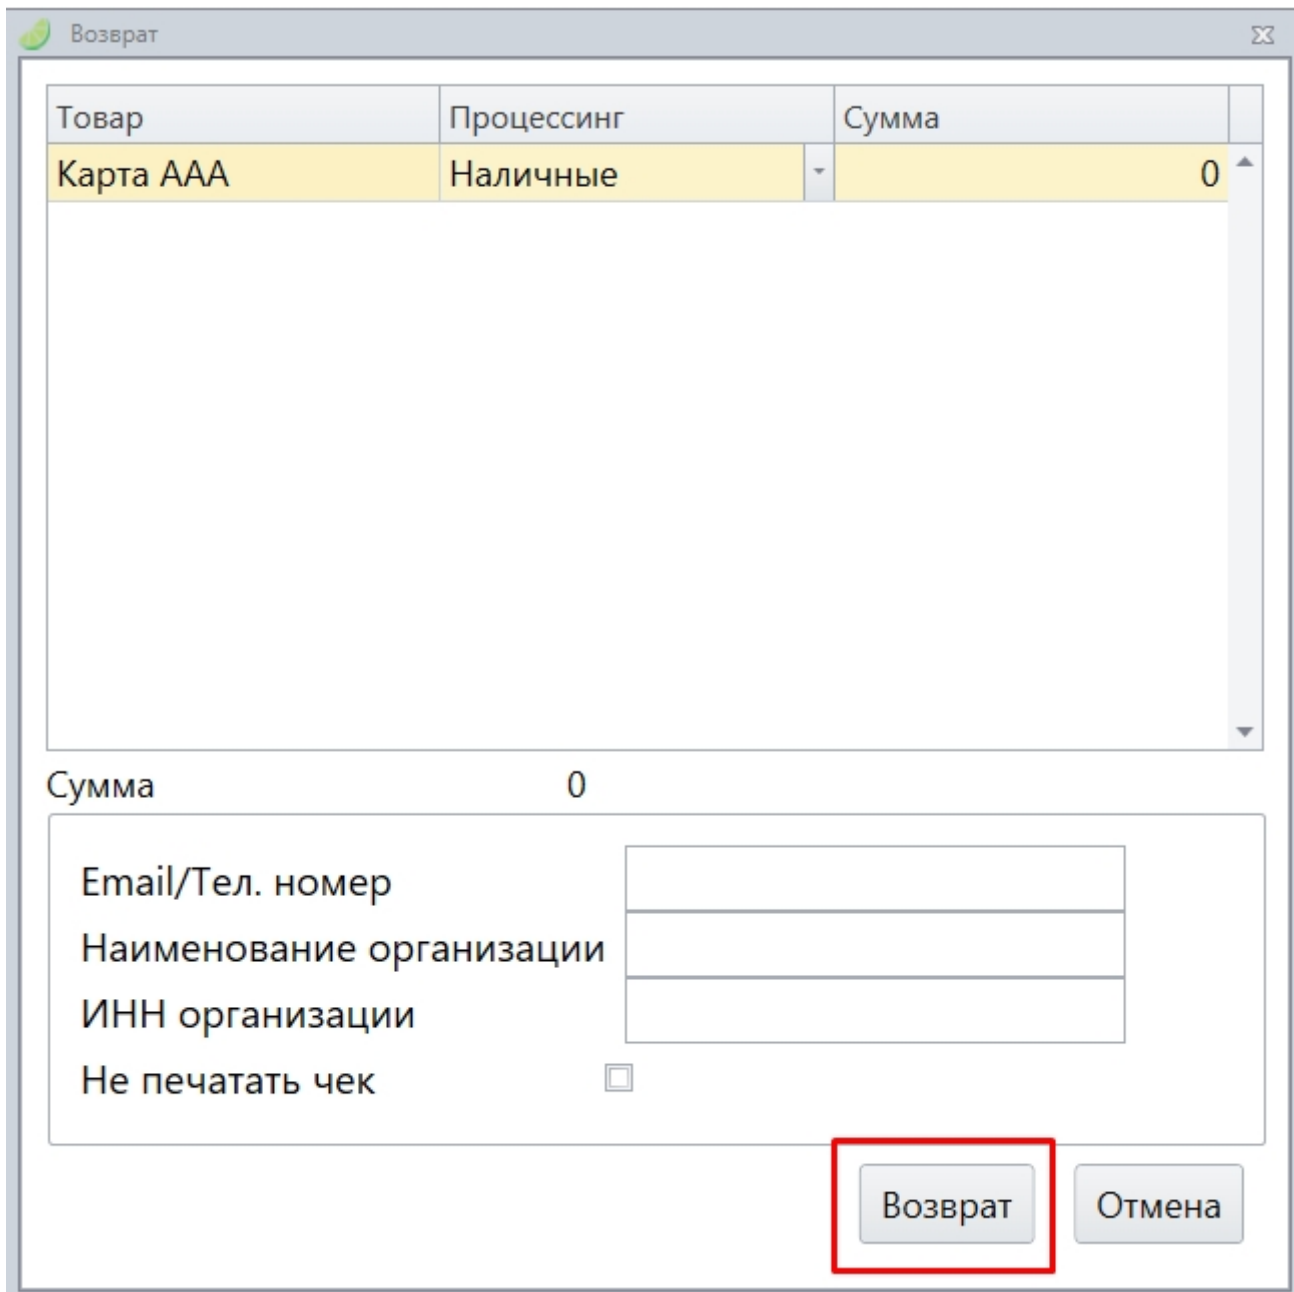 Возврат
Товар Процессинг Сумма
Карта ААА Наличные 0
Сумма 0
Email/Тел. номер
Наименование организации
ИНН организации
Не печатать чек
Возврат Отмена